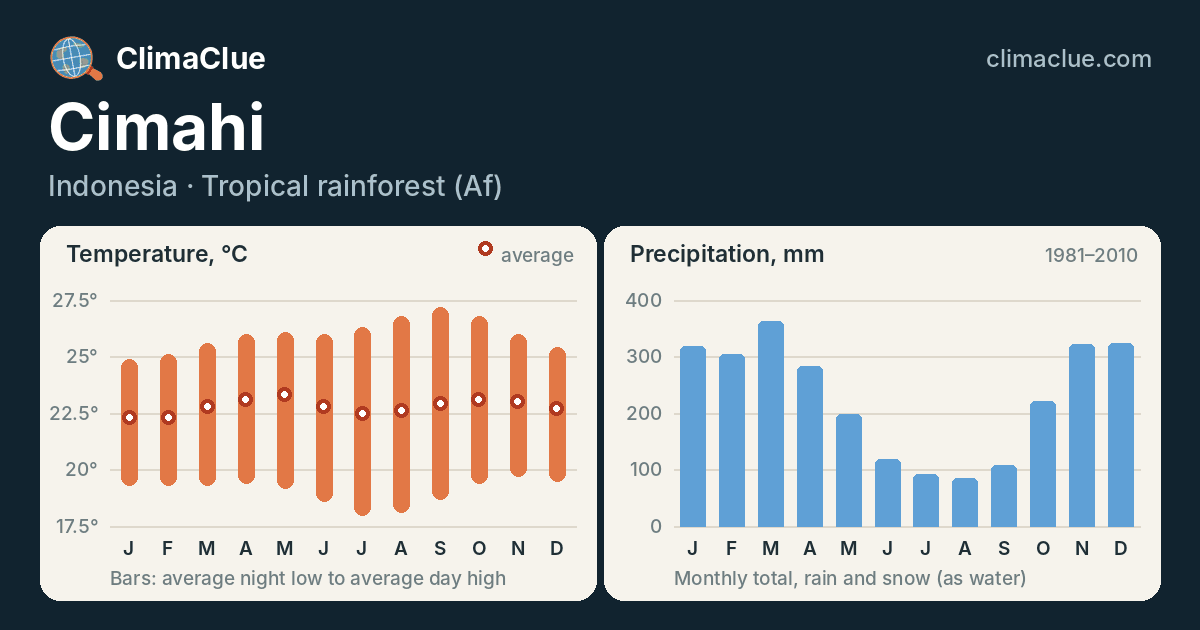 ClimaClue
climaclue.com
Cimahi
Indonesia · Tropical rainforest (Af)
Temperature, °C
average
27.5°
25°
22.5°
20°
17.5°
J F M A M J J A S O N D
Bars: average night low to average day high
Precipitation, mm
1981–2010
400
300
200
100
0
J F M A M J J A S O N D
Monthly total, rain and snow (as water)